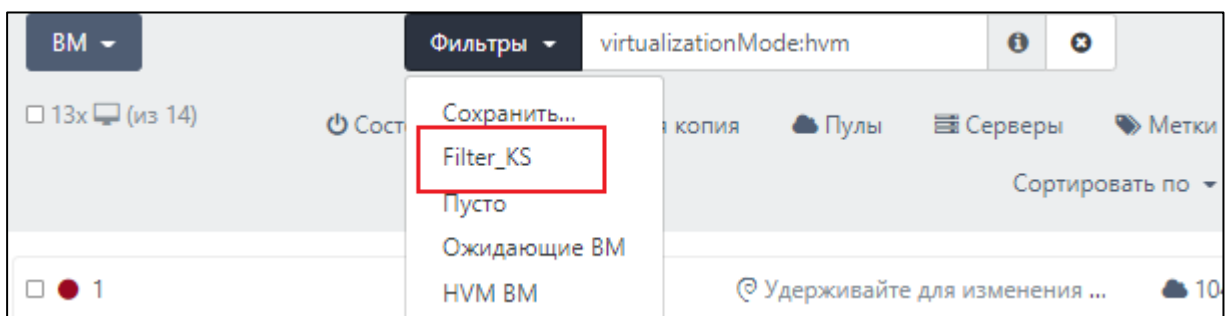 ВМ
Фильтры virtualizationMode:hvm
13x (из 14)
Сохранить...
копия Пулы Серверы Метки
Filter_KS
Сортировать по
Пусто
Ожидающие ВМ
1
HVM ВМ
Удерживайте для изменения ...